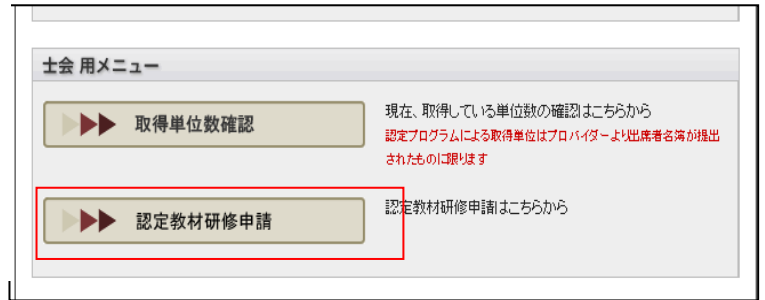 士会 用メニュー
取得単位数確認
現在、取得している単位数の確認はこちらから
認定プログラムによる取得単位はプロバイダーより出席者名簿が提出
されたものに限ります
認定教材研修申請
認定教材研修申請はこちらから